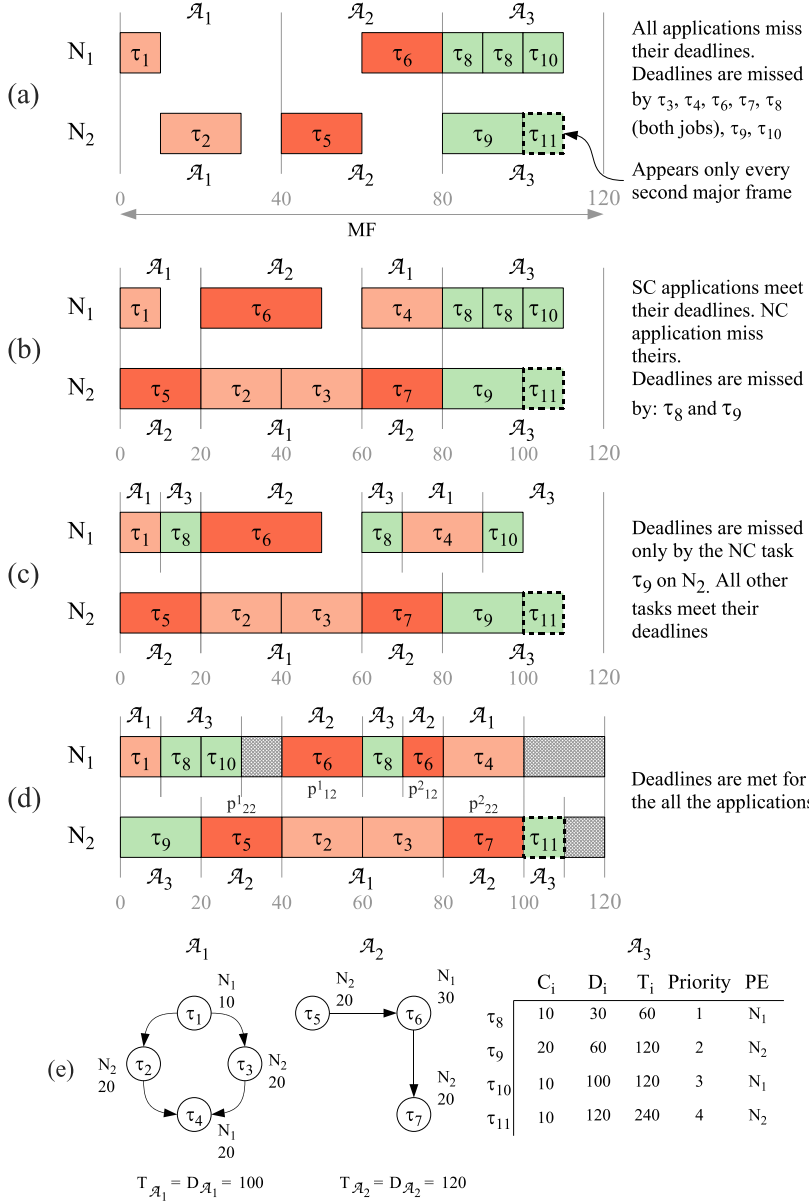 𝒜1 𝒜2 𝒜3
N1 τ1 τ6 τ8 τ8 τ10
(a)
N2 τ2 τ5 τ9 τ11
𝒜1 𝒜2 𝒜3
0 40 80 120
MF
All applications miss
their deadlines.
Deadlines are missed
by τ3, τ4, τ6, τ7, τ8
(both jobs), τ9, τ10
Appears only every
second major frame
𝒜1 𝒜2 𝒜1 𝒜3
N1 τ1 τ6 τ4 τ8 τ8 τ10
(b)
N2 τ5 τ2 τ3 τ7 τ9 τ11
𝒜2 𝒜1 𝒜2 𝒜3
0 20 40 60 80 100 120
SC applications meet
their deadlines. NC
application miss
theirs.
Deadlines are missed
by: τ8 and τ9
𝒜1 𝒜3 𝒜2 𝒜3 𝒜1 𝒜3
N1 τ1 τ8 τ6 τ8 τ4 τ10
(c)
N2 τ5 τ2 τ3 τ7 τ9 τ11
𝒜2 𝒜1 𝒜2 𝒜3
0 20 40 60 80 100 120
Deadlines are missed
only by the NC task
τ9 on N2. All other
tasks meet their
deadlines
𝒜1 𝒜3 𝒜2 𝒜3 𝒜2 𝒜1
N1 τ1 τ8 τ10 τ6 τ8 τ6 τ4
(d)
p¹22 p¹12 p²12 p²22
N2 τ9 τ5 τ2 τ3 τ7 τ11
𝒜3 𝒜2 𝒜1 𝒜2 𝒜3
0 20 40 60 80 100 120
Deadlines are met for
the all the applications
(e)
𝒜1
N1
10
τ1
N2
20
τ2
τ3
N2
20
τ4
N1
20
T𝒜1 = D𝒜1 = 100
𝒜2
N2
20
τ5
N1
30
τ6
N2
20
τ7
T𝒜2 = D𝒜2 = 120
𝒜3
Ci Di Ti Priority PE
τ8 10 30 60 1 N1
τ9 20 60 120 2 N2
τ10 10 100 120 3 N1
τ11 10 120 240 4 N2